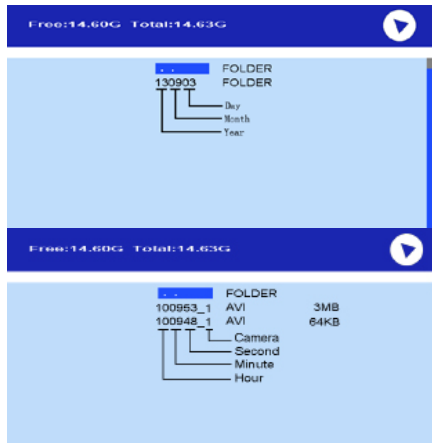 Free:14.60G Total:14.63G
. . FOLDER
130903 FOLDER
Day
Month
Year
Free:14.60G Total:14.63G
. . FOLDER
100953_1 AVI 3MB
100948_1 AVI 64KB
Camera
Second
Minute
Hour